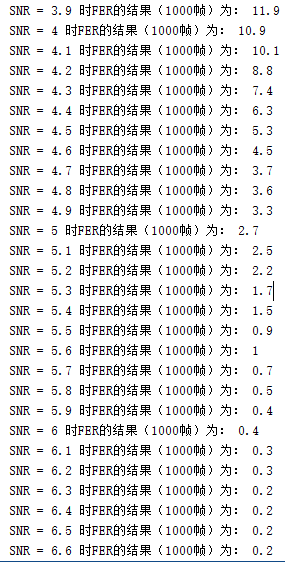 SNR = 3.9 时FER的结果（1000帧）为： 11.9
SNR = 4 时FER的结果（1000帧）为： 10.9
SNR = 4.1 时FER的结果（1000帧）为： 10.1
SNR = 4.2 时FER的结果（1000帧）为： 8.8
SNR = 4.3 时FER的结果（1000帧）为： 7.4
SNR = 4.4 时FER的结果（1000帧）为： 6.3
SNR = 4.5 时FER的结果（1000帧）为： 5.3
SNR = 4.6 时FER的结果（1000帧）为： 4.5
SNR = 4.7 时FER的结果（1000帧）为： 3.7
SNR = 4.8 时FER的结果（1000帧）为： 3.6
SNR = 4.9 时FER的结果（1000帧）为： 3.3
SNR = 5 时FER的结果（1000帧）为： 2.7
SNR = 5.1 时FER的结果（1000帧）为： 2.5
SNR = 5.2 时FER的结果（1000帧）为： 2.2
SNR = 5.3 时FER的结果（1000帧）为： 1.7
SNR = 5.4 时FER的结果（1000帧）为： 1.5
SNR = 5.5 时FER的结果（1000帧）为： 0.9
SNR = 5.6 时FER的结果（1000帧）为： 1
SNR = 5.7 时FER的结果（1000帧）为： 0.7
SNR = 5.8 时FER的结果（1000帧）为： 0.5
SNR = 5.9 时FER的结果（1000帧）为： 0.4
SNR = 6 时FER的结果（1000帧）为： 0.4
SNR = 6.1 时FER的结果（1000帧）为： 0.3
SNR = 6.2 时FER的结果（1000帧）为： 0.3
SNR = 6.3 时FER的结果（1000帧）为： 0.2
SNR = 6.4 时FER的结果（1000帧）为： 0.2
SNR = 6.5 时FER的结果（1000帧）为： 0.2
SNR = 6.6 时FER的结果（1000帧）为： 0.2